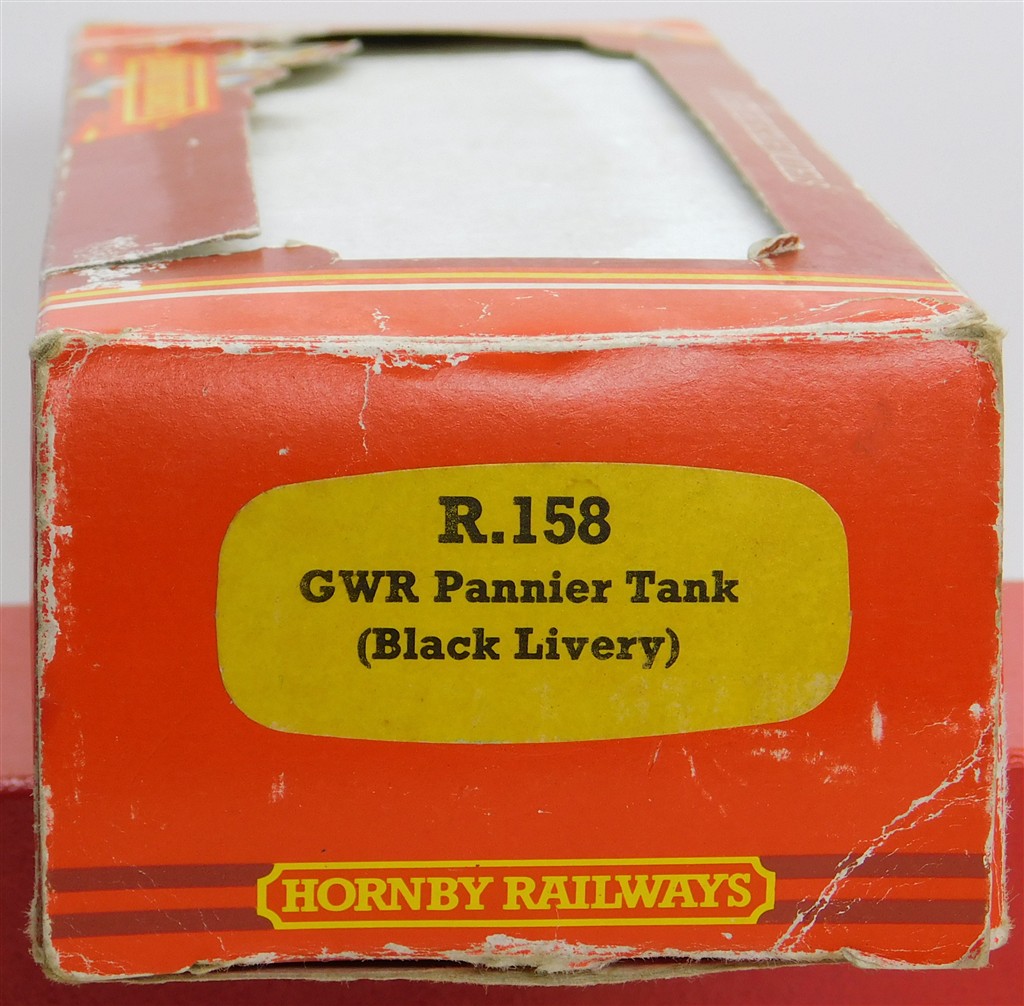 R.158
GWR Pannier Tank
(Black Livery)
HORNBY RAILWAYS